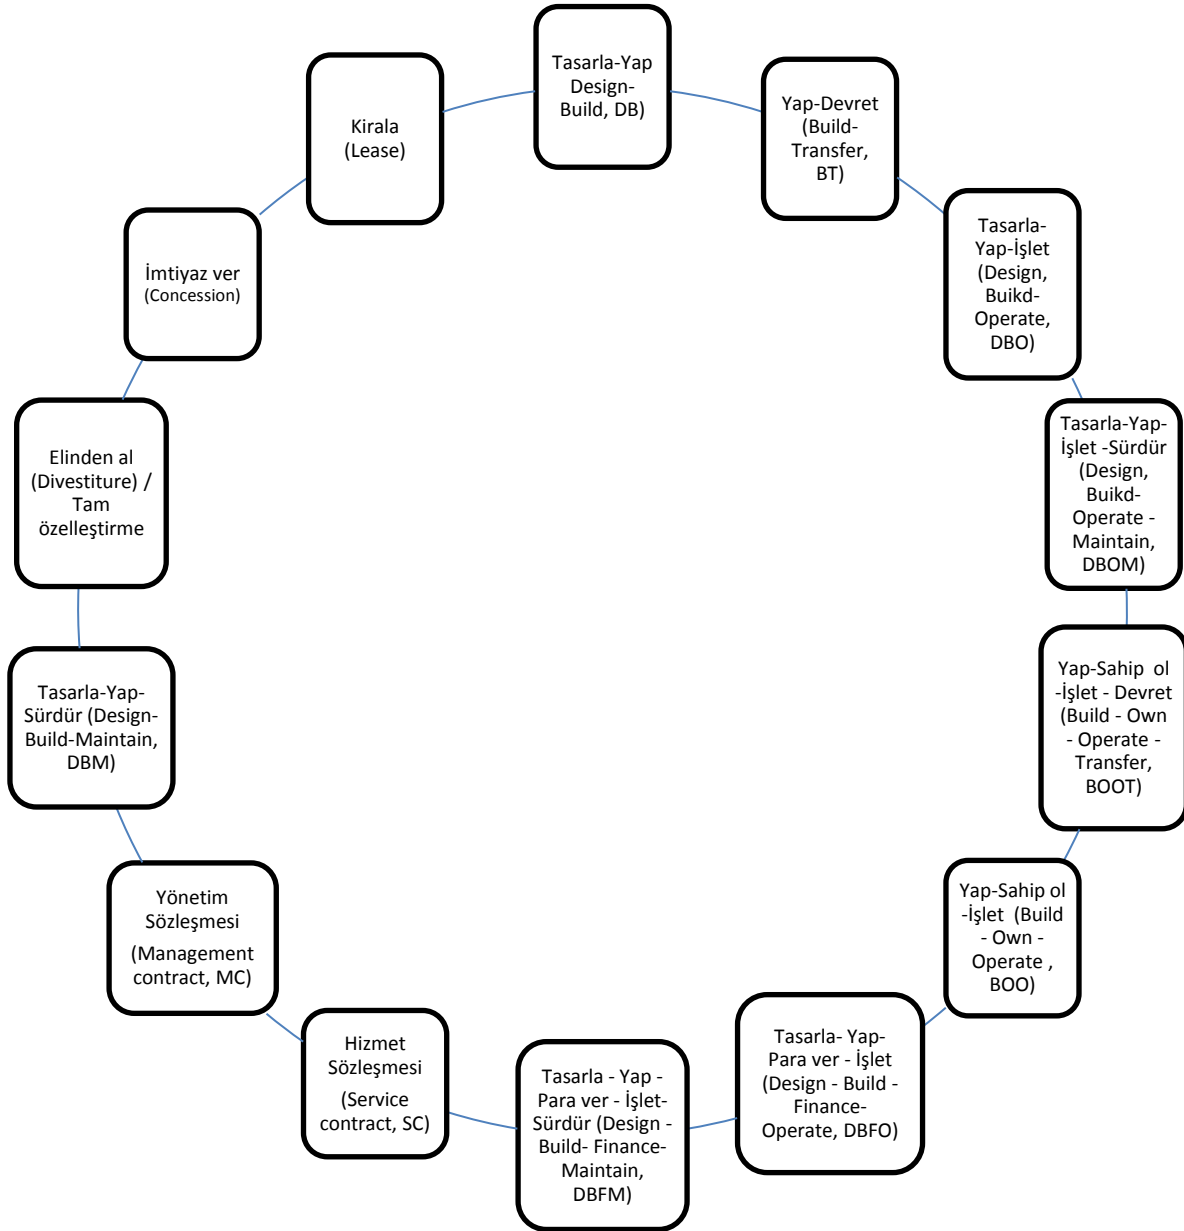 Tasarla-Yap
Design-
Build, DB)
Yap-Devret
(Build-
Transfer,
BT)
Tasarla-
Yap-İşlet
(Design,
Buikd-
Operate,
DBO)
Tasarla-Yap-
İşlet -Sürdür
(Design,
Buikd-
Operate -
Maintain,
DBOM)
Yap-Sahip ol
-İşlet - Devret
(Build - Own
- Operate -
Transfer,
BOOT)
Yap-Sahip ol
-İşlet (Build
- Own -
Operate ,
BOO)
Tasarla- Yap-
Para ver - İşlet
(Design - Build -
Finance-
Operate, DBFO)
Tasarla - Yap -
Para ver - İşlet-
Sürdür (Design -
Build- Finance-
Maintain,
DBFM)
Hizmet
Sözleşmesi
(Service
contract, SC)
Yönetim
Sözleşmesi
(Management
contract, MC)
Tasarla-Yap-
Sürdür (Design-
Build-Maintain,
DBM)
Elinden al
(Divestiture) /
Tam
özelleştirme
İmtiyaz ver
(Concession)
Kirala
(Lease)